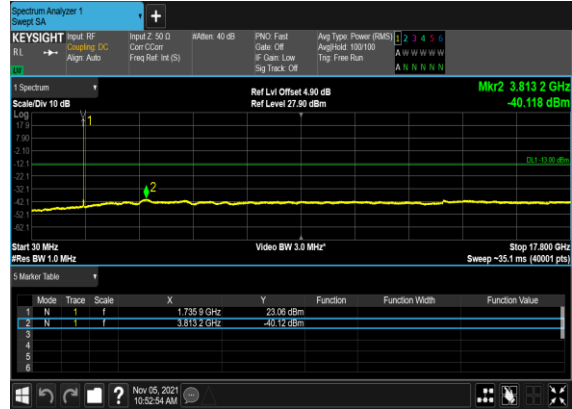 Spectrum Analyzer 1
Swept SA
+
KEYSIGHT Input: RF Input Z: 50 Ω #Atten: 40 dB PNO: Fast Avg Type: Power (RMS) 1 2 3 4 5 6
RL Coupling: DC Corr CCorr Gate: Off Avg|Hold: 100/100 A W W W W W
Align: Auto Freq Ref: Int (S) IF Gain: Low Trig: Free Run
LW Sig Track: Off A N N N N N
1 Spectrum Ref Lvl Offset 4.90 dB Mkr2 3.813 2 GHz
Scale/Div 10 dB Ref Level 27.90 dBm -40.118 dBm
Log
17.9 1
7.90
-2.10
-12.1 DL1 -13.00 dBm
-22.1
-32.1 2
-42.1
-52.1
-62.1
Start 30 MHz Video BW 3.0 MHz* Stop 17.800 GHz
#Res BW 1.0 MHz Sweep ~35.1 ms (40001 pts)
5 Marker Table
Mode Trace Scale X Y Function Function Width Function Value
1 N 1 f 1.735 9 GHz 23.06 dBm
2 N 1 f 3.813 2 GHz -40.12 dBm
3
4
5
6
? Nov 05, 2021
10:52:54 AM